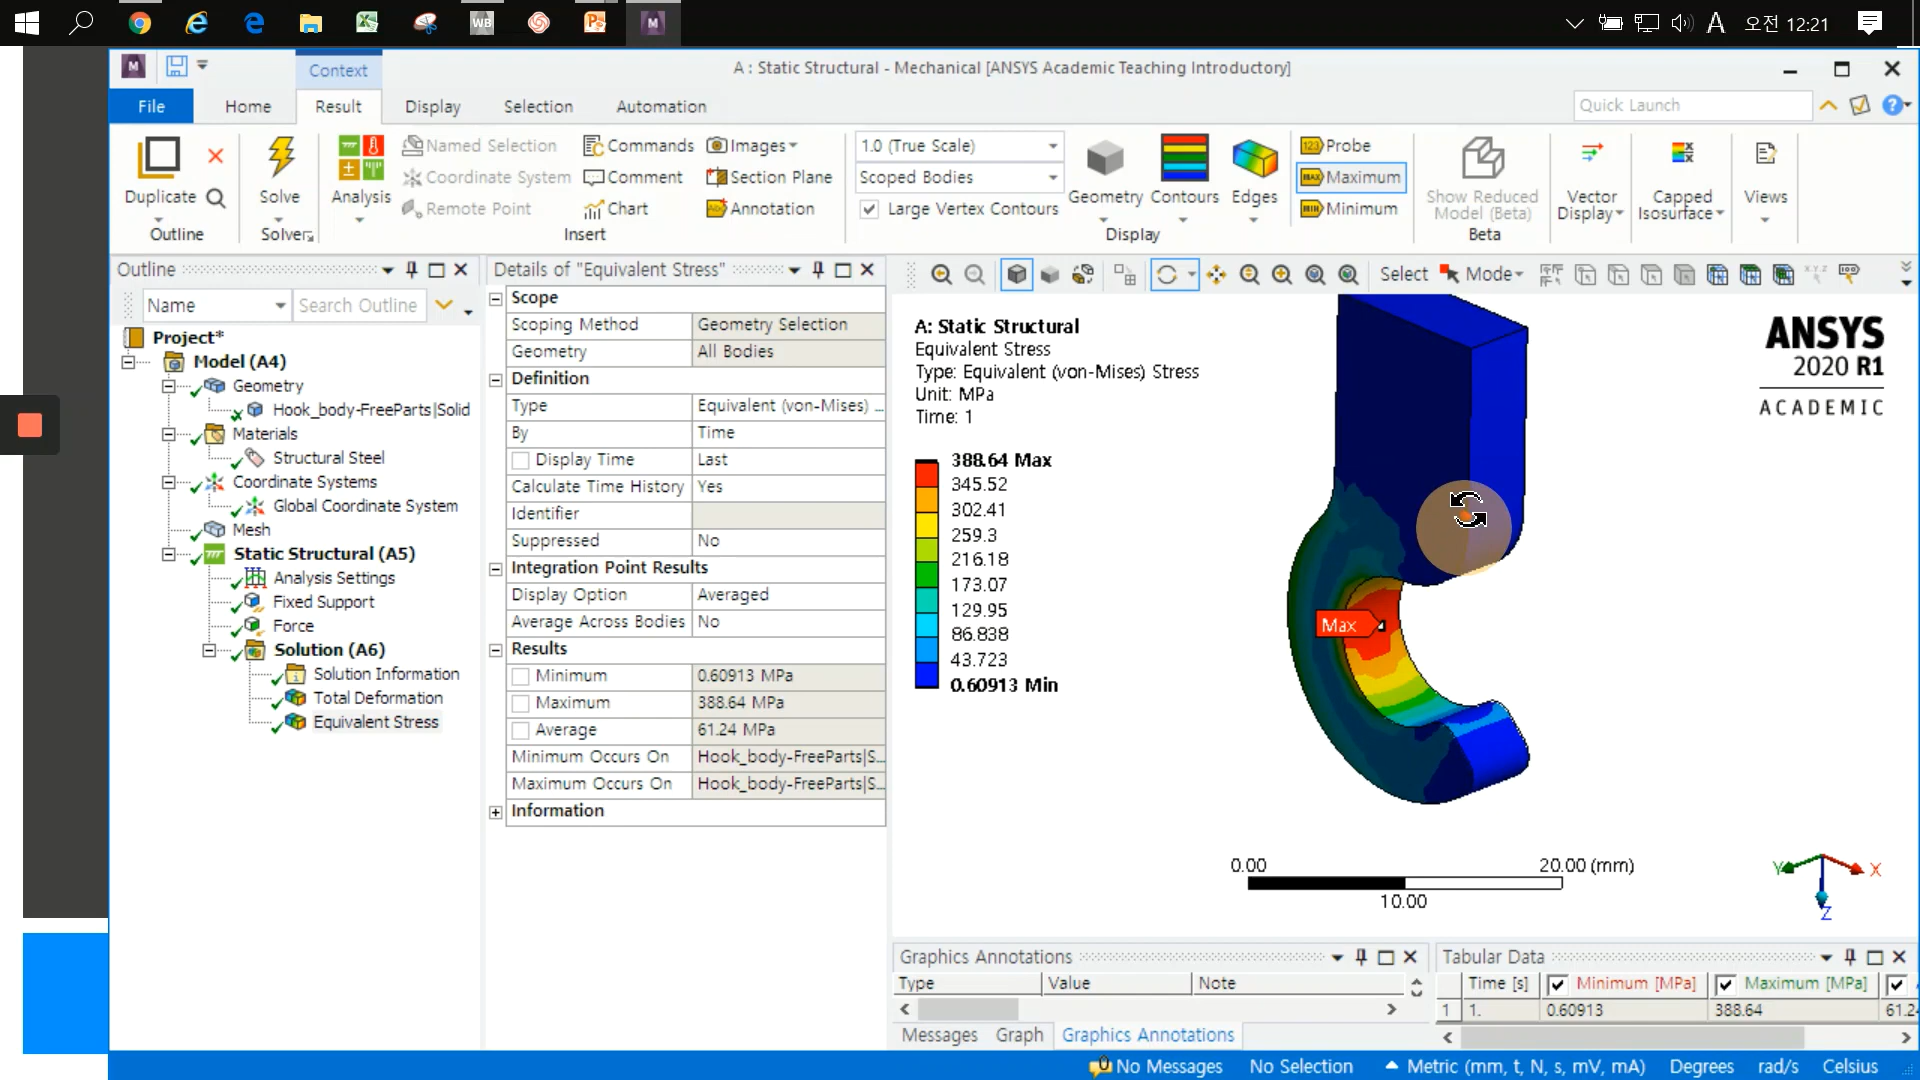 WB
P
M
A 오전 12:21
M
Context
A : Static Structural - Mechanical [ANSYS Academic Teaching Introductory]
File Home Result Display Selection Automation
Quick Launch
Duplicate
Outline
Solve
Solver
Analysis
Named Selection
Coordinate System
Remote Point
Commands
Comment
Chart
Images
Section Plane
Annotation
Insert
1.0 (True Scale)
Scoped Bodies
Large Vertex Contours
Geometry
Contours
Edges
Display
Probe
Maximum
Minimum
Show Reduced
Model (Beta)
Beta
Vector
Display
Capped
Isosurface
Views
Outline
Name
Search Outline
Project*
Model (A4)
Geometry
Hook_body-FreeParts|Solid
Materials
Structural Steel
Coordinate Systems
Global Coordinate System
Mesh
Static Structural (A5)
Analysis Settings
Fixed Support
Force
Solution (A6)
Solution Information
Total Deformation
Equivalent Stress
Details of "Equivalent Stress"
Scope
Scoping Method Geometry Selection
Geometry All Bodies
Definition
Type Equivalent (von-Mises) ...
By Time
Display Time Last
Calculate Time History Yes
Identifier
Suppressed No
Integration Point Results
Display Option Averaged
Average Across Bodies No
Results
Minimum 0.60913 MPa
Maximum 388.64 MPa
Average 61.24 MPa
Minimum Occurs On Hook_body-FreeParts|S...
Maximum Occurs On Hook_body-FreeParts|S...
Information
Select Mode
A: Static Structural
Equivalent Stress
Type: Equivalent (von-Mises) Stress
Unit: MPa
Time: 1
388.64 Max
345.52
302.41
259.3
216.18
173.07
129.95
86.838
43.723
0.60913 Min
Max
ANSYS
2020 R1
ACADEMIC
0.00 20.00 (mm)
10.00
Y X
Z
Graphics Annotations
Type Value Note
Messages Graph Graphics Annotations
Tabular Data
Time [s] Minimum [MPa] Maximum [MPa]
1 1. 0.60913 388.64 61.2
No Messages No Selection Metric (mm, t, N, s, mV, mA) Degrees rad/s Celsius